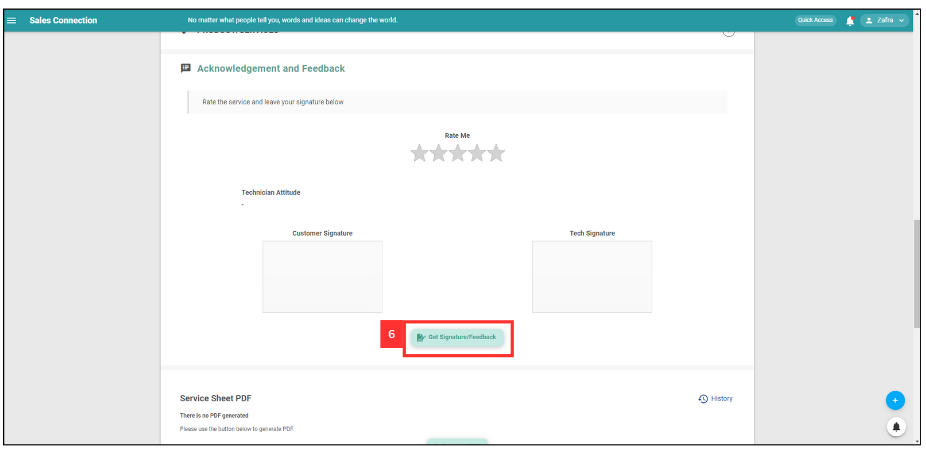 Sales Connection
No matter what people tell you, words and ideas can change the world.
Quick Access
Zafra
PRODUCT/SERVICES
Acknowledgement and Feedback
Rate the service and leave your signature below
Rate Me
Technician Attitude
-
Customer Signature
Tech Signature
6
Get Signature/Feedback
Service Sheet PDF
History
There is no PDF generated
Please use the button below to generate PDF.